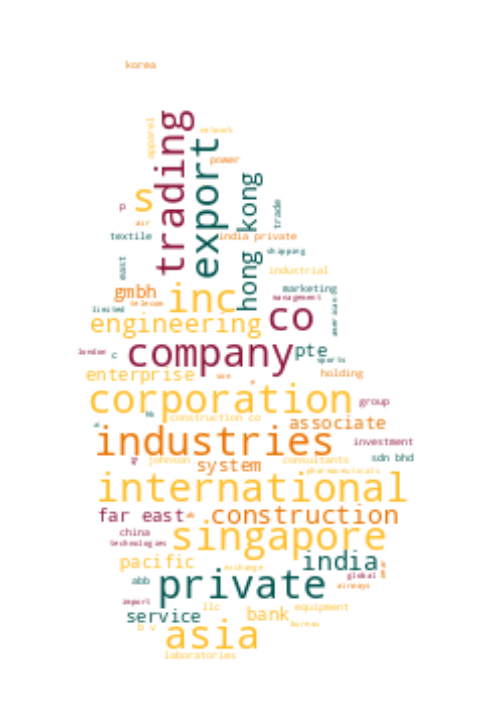 korea
trading
apparel
network
export
power
hong kong
s
p
trade
air
textile
india private
shipping
east
industrial
gmbh
inc
marketing
management
telecom
limited
co
engineering
americas
company
pte
london
c
sports
enterprise
holding
corporation
group
construction co
associate
industries
investment
johnson
system
consultants
sdn bhd
pharmaceuticals
international
far east
construction
china
singapore
technologies
pacific
india
exchange
abb
private
global
airways
import
llc
equipment
service
bank
b v
asia
bureau
laboratories